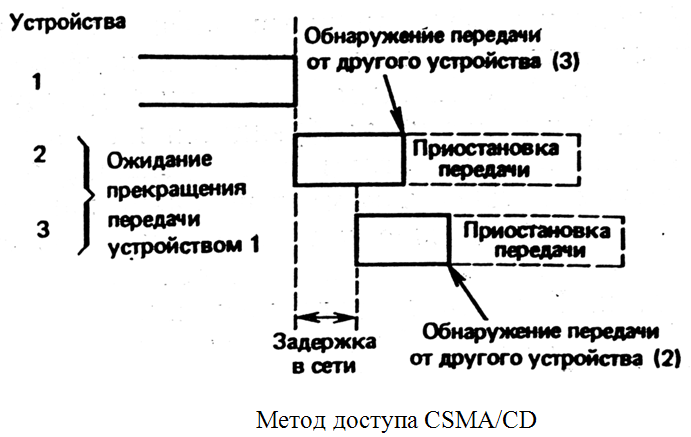 Устройства
Обнаружение передачи
от другого устройства (3)
1
2
Ожидание
прекращения
передачи
устройством 1
3
Приостановка
передачи
Приостановка
передачи
Задержка
в сети
Обнаружение передачи
от другого устройства (2)
Метод доступа CSMA/CD